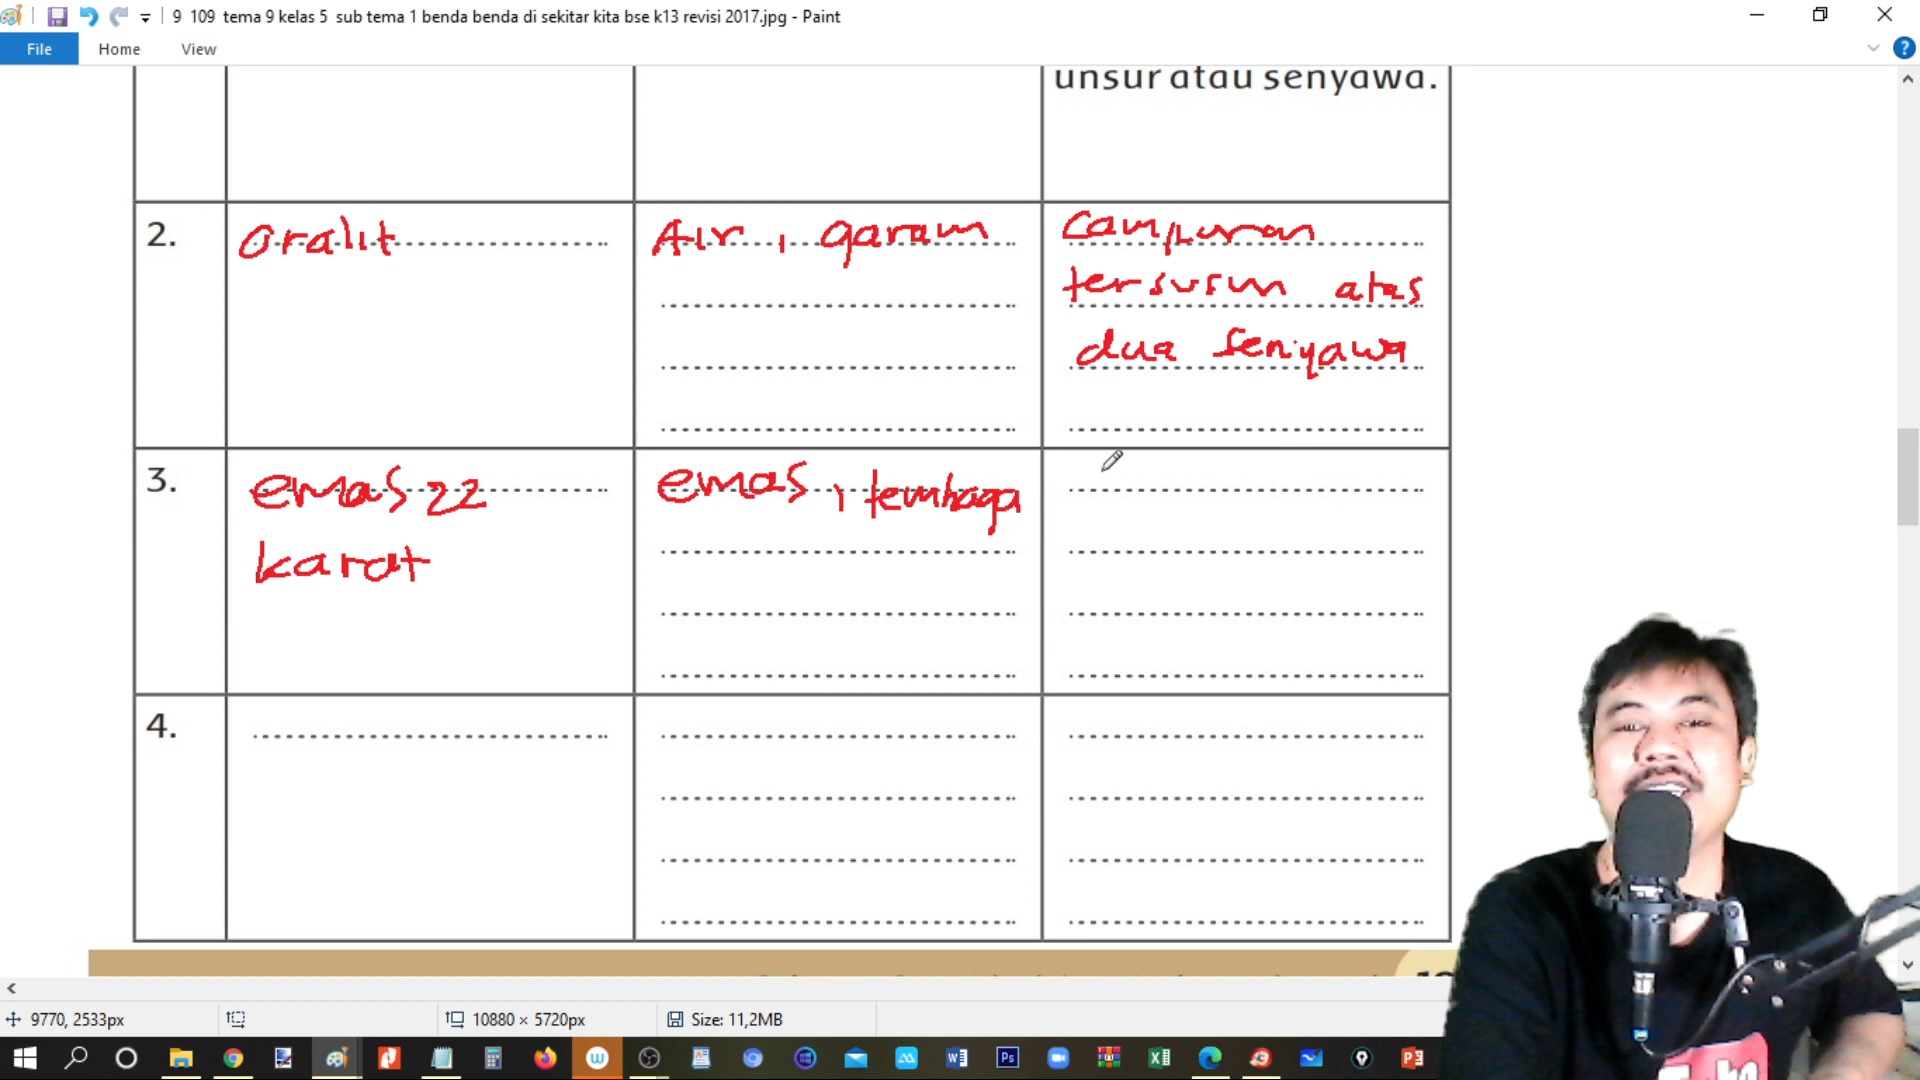 9 109 tema 9 kelas 5 sub tema 1 benda benda di sekitar kita bse k13 revisi 2017.jpg - Paint
File Home View
unsur atau senyawa.
2.
oralit
Air, garam
Campuran
tersusun atas
dua senyawa
3.
emas 22
karat
emas, tembaga
4.
9770, 2533px
10880 × 5720px
Size: 11,2MB